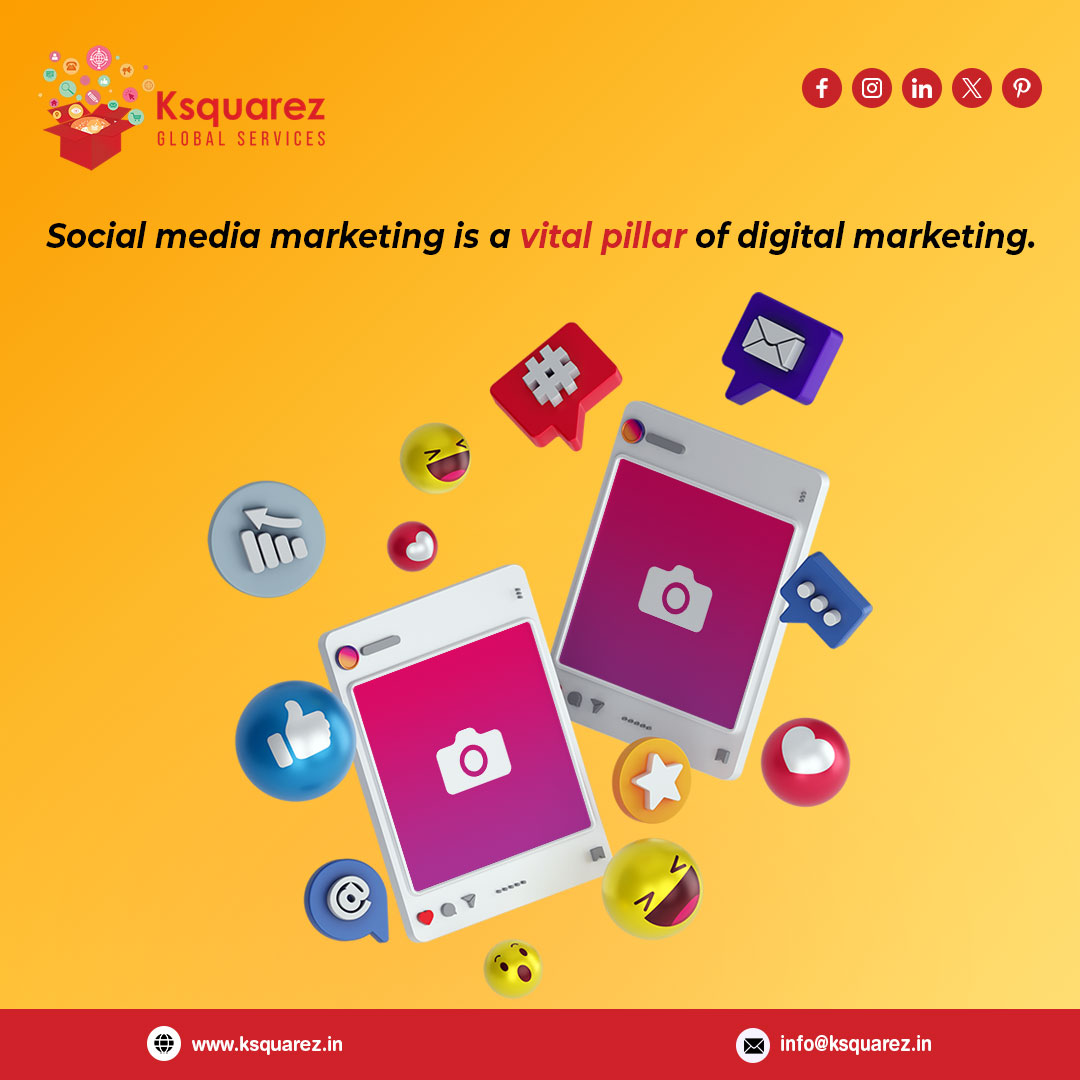 Ksquarez
GLOBAL SERVICES
Social media marketing is a vital pillar of digital marketing.
www.ksquarez.in
info@ksquarez.in